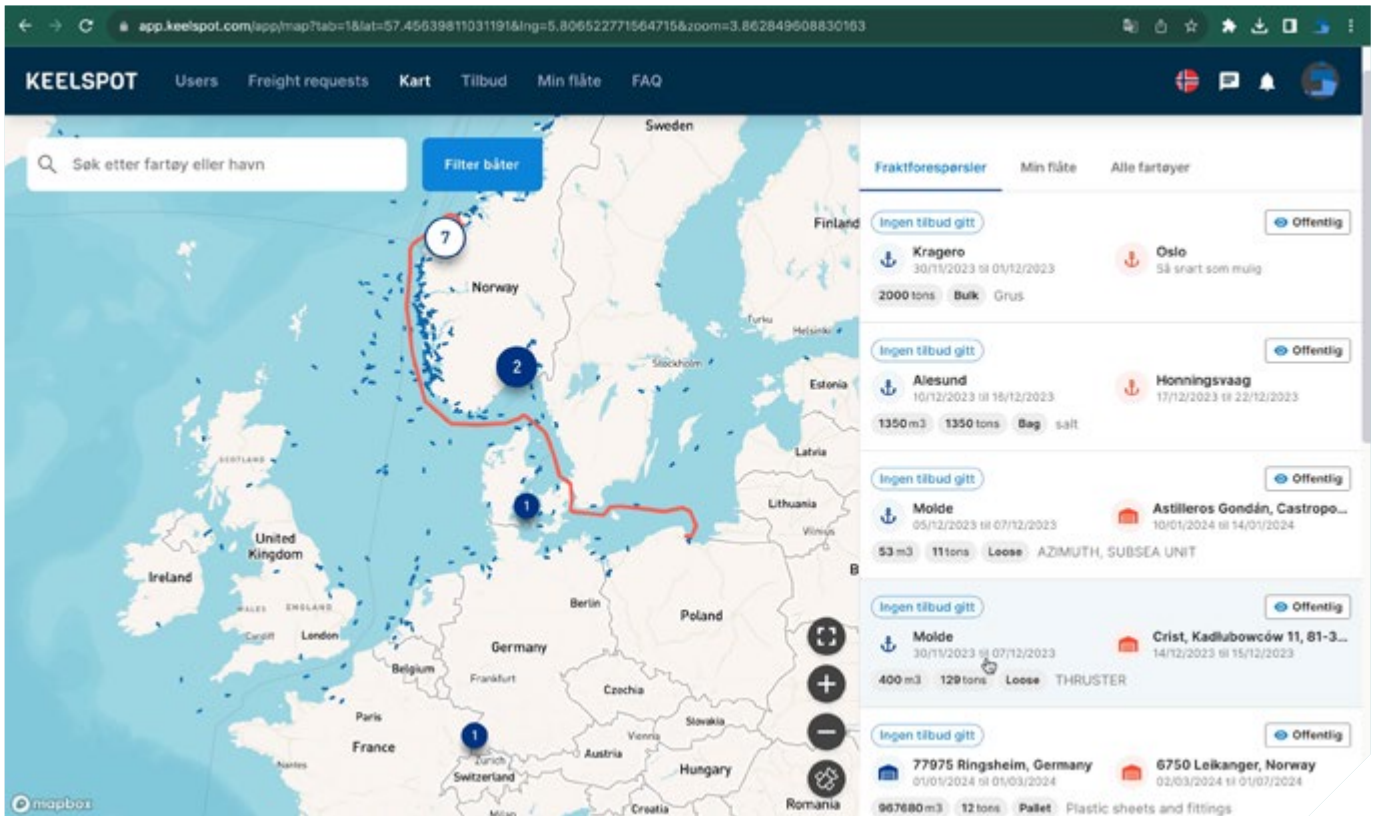 app.keelspot.com/app/map?tab=1&lat=57.45639811031191&lng=5.806522771564715&zoom=3.862849608830163
KEELSPOT Users Freight requests Kart Tilbud Min flåte FAQ
Søk etter fartøy eller havn
Filter båter
Sweden
Finland
7
Norway
Turku
Helsinki
2
Stockholm
Estonia
SCOTLAND
Latvia
1
Lithuania
Vilnius
United
Kingdom
Ireland
B
WALES ENGLAND
Berlin
Poland
Cardiff London
Germany
Belgium
Frankfurt
Czechia
Paris
Slovakia
1
Vienna
France
Austria
Nantes
Zurich
Hungary
Switzerland
mapbox
Milan
Croatia
Romania
Fraktforespørsler Min flåte Alle fartøyer
Ingen tilbud gitt Offentlig
Kragero Oslo
30/11/2023 til 01/12/2023 Så snart som mulig
2000 tons Bulk Grus
Ingen tilbud gitt Offentlig
Alesund Honningsvaag
10/12/2023 til 16/12/2023 17/12/2023 til 22/12/2023
1350 m3 1350 tons Bag salt
Ingen tilbud gitt Offentlig
Molde Astilleros Gondán, Castropo...
05/12/2023 til 07/12/2023 10/01/2024 til 14/01/2024
53 m3 11 tons Loose AZIMUTH, SUBSEA UNIT
Ingen tilbud gitt Offentlig
Molde Crist, Kadłubowców 11, 81-3...
30/11/2023 til 07/12/2023 14/12/2023 til 15/12/2023
400 m3 129 tons Loose THRUSTER
Ingen tilbud gitt Offentlig
77975 Ringsheim, Germany 6750 Leikanger, Norway
01/01/2024 til 01/03/2024 02/03/2024 til 01/07/2024
967680 m3 12 tons Pallet Plastic sheets and fittings